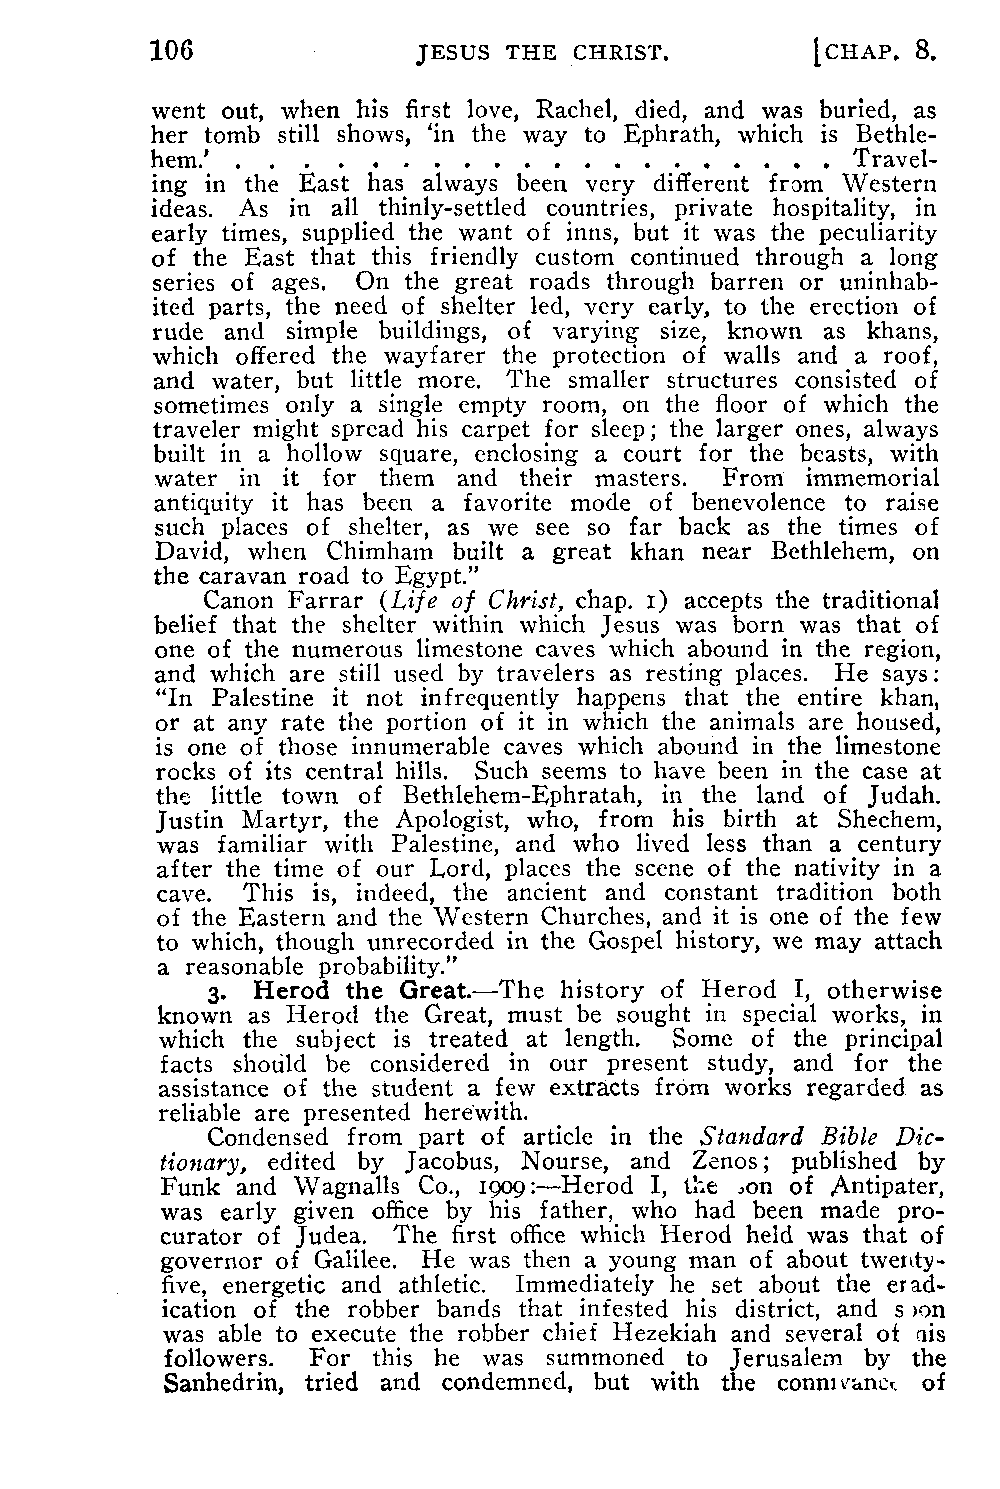 106 JESUS THE CHRIST. [CHAP. 8.
went out, when his first love, Rachel, died, and was buried, as
her tomb still shows, 'in the way to Ephrath, which is Bethle-
hem.' . . . . . . . . . . . . . . . . . . . . Travel-
ing in the East has always been very different from Western
ideas. As in all thinly-settled countries, private hospitality, in
early times, supplied the want of inns, but it was the peculiarity
of the East that this friendly custom continued through a long
series of ages. On the great roads through barren or uninhab-
ited parts, the need of shelter led, very early, to the erection of
rude and simple buildings, of varying size, known as khans,
which offered the wayfarer the protection of walls and a roof,
and water, but little more. The smaller structures consisted of
sometimes only a single empty room, on the floor of which the
traveler might spread his carpet for sleep; the larger ones, always
built in a hollow square, enclosing a court for the beasts, with
water in it for them and their masters. From immemorial
antiquity it has been a favorite mode of benevolence to raise
such places of shelter, as we see so far back as the times of
David, when Chimham built a great khan near Bethlehem, on
the caravan road to Egypt."
Canon Farrar (Life of Christ, chap. 1) accepts the traditional
belief that the shelter within which Jesus was born was that of
one of the numerous limestone caves which abound in the region,
and which are still used by travelers as resting places. He says:
"In Palestine it not infrequently happens that the entire khan,
or at any rate the portion of it in which the animals are housed,
is one of those innumerable caves which abound in the limestone
rocks of its central hills. Such seems to have been in the case at
the little town of Bethlehem-Ephratah, in the land of Judah.
Justin Martyr, the Apologist, who, from his birth at Shechem,
was familiar with Palestine, and who lived less than a century
after the time of our Lord, places the scene of the nativity in a
cave. This is, indeed, the ancient and constant tradition both
of the Eastern and the Western Churches, and it is one of the few
to which, though unrecorded in the Gospel history, we may attach
a reasonable probability."
3. Herod the Great.—The history of Herod I, otherwise
known as Herod the Great, must be sought in special works, in
which the subject is treated at length. Some of the principal
facts should be considered in our present study, and for the
assistance of the student a few extracts from works regarded as
reliable are presented herewith.
Condensed from part of article in the Standard Bible Dic-
tionary, edited by Jacobus, Nourse, and Zenos; published by
Funk and Wagnalls Co., 1909:—Herod I, the son of Antipater,
was early given office by his father, who had been made pro-
curator of Judea. The first office which Herod held was that of
governor of Galilee. He was then a young man of about twenty-
five, energetic and athletic. Immediately he set about the erad-
ication of the robber bands that infested his district, and soon
was able to execute the robber chief Hezekiah and several of his
followers. For this he was summoned to Jerusalem by the
Sanhedrin, tried and condemned, but with the connivance of